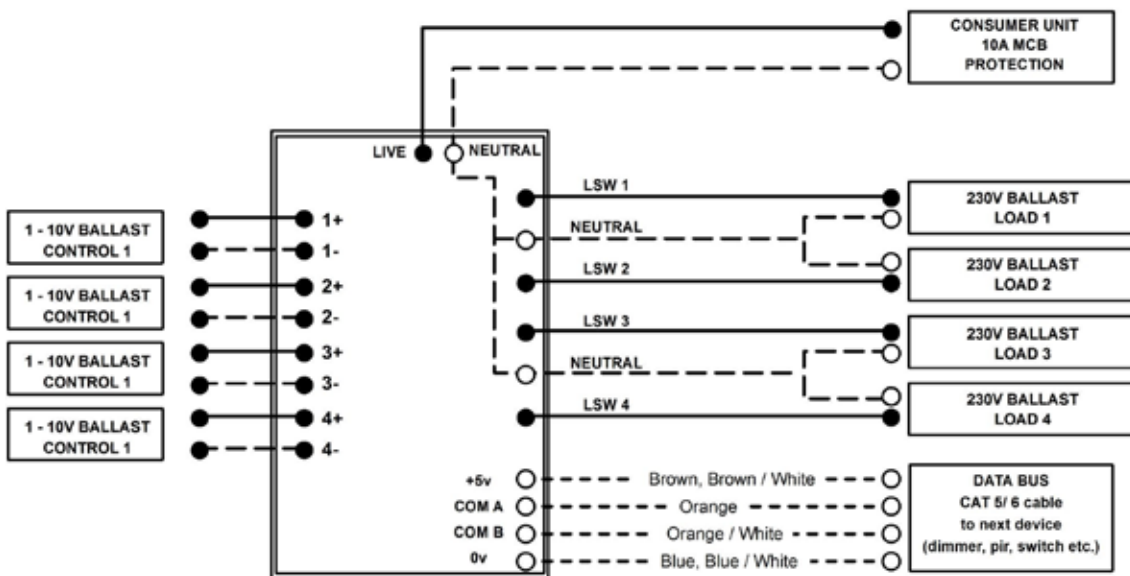 CONSUMER UNIT
10A MCB
PROTECTION
LIVE
NEUTRAL
1 - 10V BALLAST
CONTROL 1
1+
1-
1 - 10V BALLAST
CONTROL 1
2+
2-
1 - 10V BALLAST
CONTROL 1
3+
3-
1 - 10V BALLAST
CONTROL 1
4+
4-
LSW 1
NEUTRAL
LSW 2
LSW 3
NEUTRAL
LSW 4
230V BALLAST
LOAD 1
230V BALLAST
LOAD 2
230V BALLAST
LOAD 3
230V BALLAST
LOAD 4
+5v
Brown, Brown / White
COM A
Orange
COM B
Orange / White
0v
Blue, Blue / White
DATA BUS
CAT 5/ 6 cable
to next device
(dimmer, pir, switch etc.)